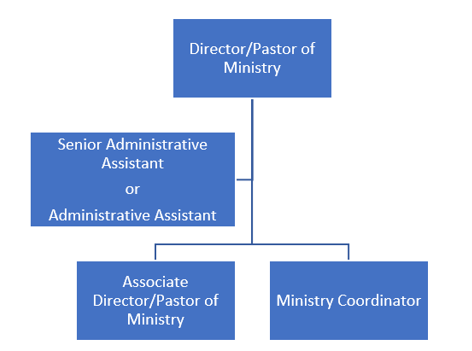 Director/Pastor of
Ministry
Senior Administrative
Assistant
or
Administrative Assistant
Associate
Director/Pastor of
Ministry
Ministry Coordinator